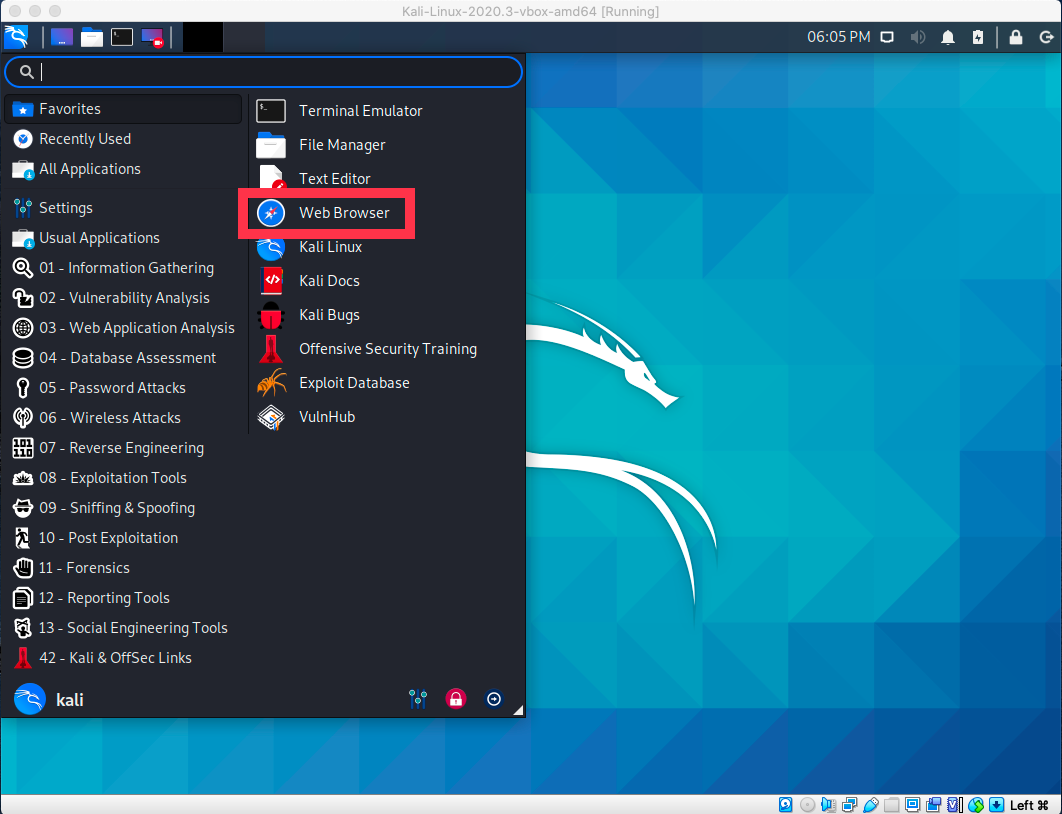 Kali-Linux-2020.3-vbox-amd64 [Running]
06:05 PM
Favorites
Recently Used
All Applications
Settings
Usual Applications
01 - Information Gathering
02 - Vulnerability Analysis
03 - Web Application Analysis
04 - Database Assessment
05 - Password Attacks
06 - Wireless Attacks
07 - Reverse Engineering
08 - Exploitation Tools
09 - Sniffing & Spoofing
10 - Post Exploitation
11 - Forensics
12 - Reporting Tools
13 - Social Engineering Tools
42 - Kali & OffSec Links
Terminal Emulator
File Manager
Text Editor
Web Browser
Kali Linux
Kali Docs
Kali Bugs
Offensive Security Training
Exploit Database
VulnHub
kali
Left ⌘